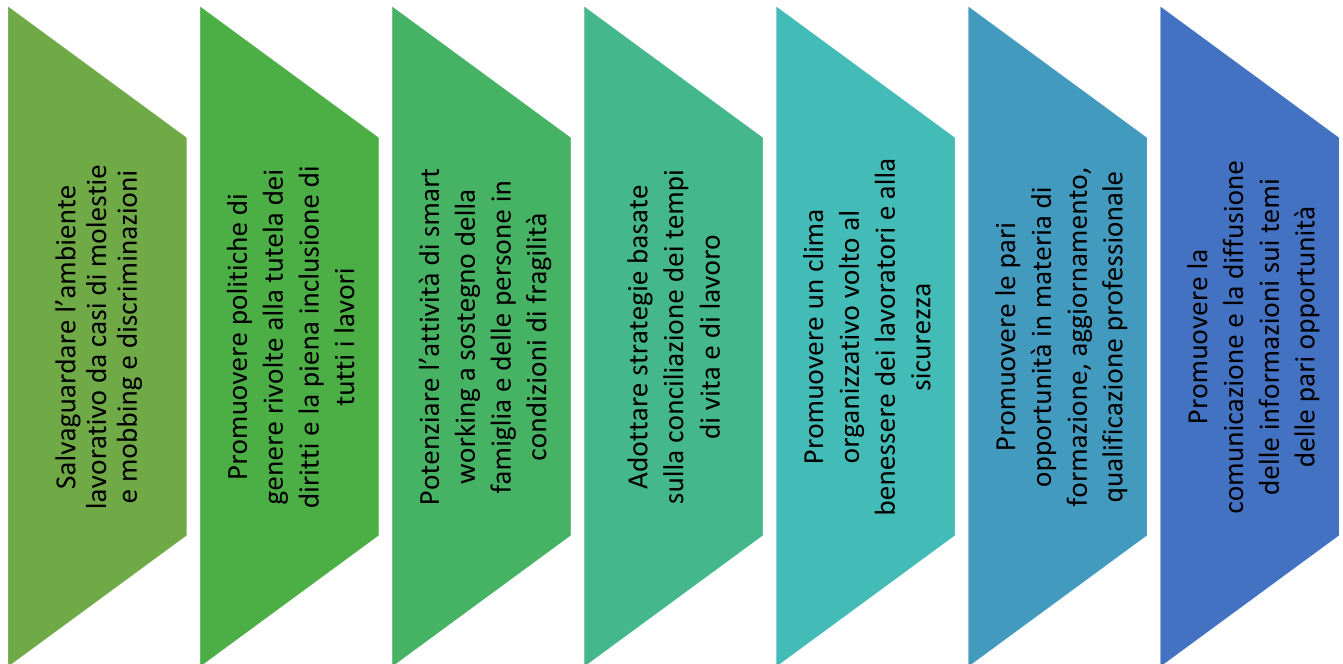 Salvaguardare l’ambiente
lavorativo da casi di molestie
e mobbing e discriminazioni
Promuovere politiche di
genere rivolte alla tutela dei
diritti e la piena inclusione di
tutti i lavori
Potenziare l’attività di smart
working a sostegno della
famiglia e delle persone in
condizioni di fragilità
Adottare strategie basate
sulla conciliazione dei tempi
di vita e di lavoro
Promuovere un clima
organizzativo volto al
benessere dei lavoratori e alla
sicurezza
Promuovere le pari
opportunità in materia di
formazione, aggiornamento,
qualificazione professionale
Promuovere la
comunicazione e la diffusione
delle informazioni sui temi
delle pari opportunità